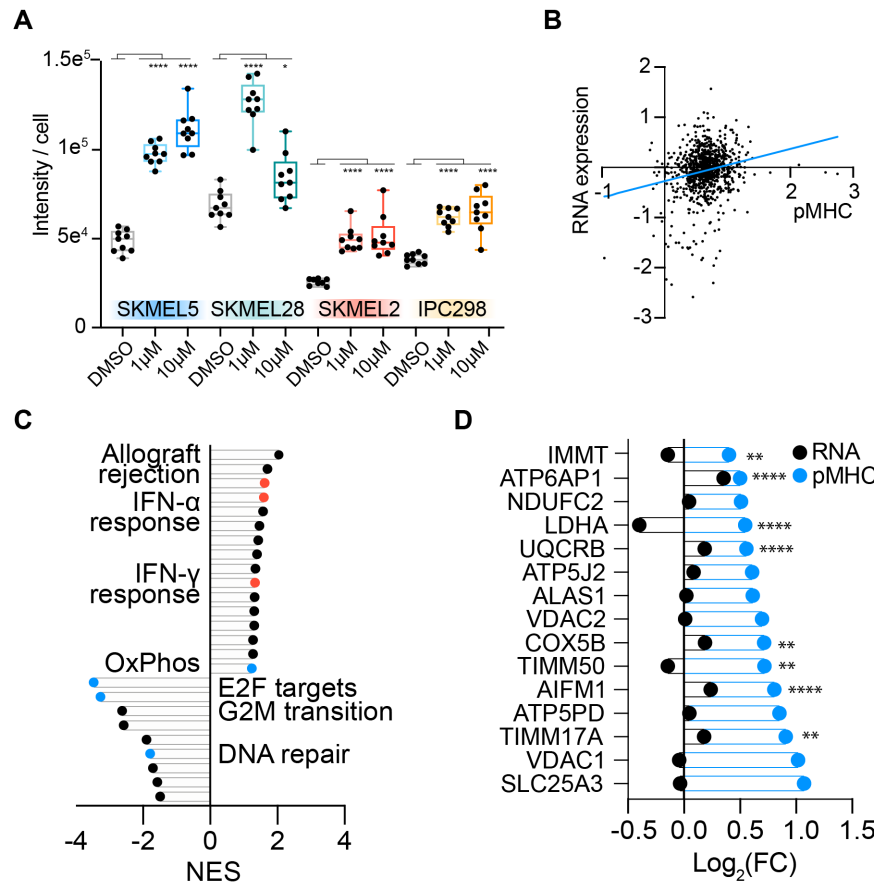 A
1.5e⁵
1e⁵
5e⁴
0
Intensity / cell
**** ****
**** *
**** ****
**** ****
SKMEL5 SKMEL28 SKMEL2 IPC298
DMSO 1µM 10µM DMSO 1µM 10µM DMSO 1µM 10µM DMSO 1µM 10µM
B
RNA expression
2
1
-1
-2
-3
-1 2 3
pMHC
C
Allograft
rejection
IFN-α
response
IFN-γ
response
OxPhos
E2F targets
G2M transition
DNA repair
-4 -2 0 2 4
NES
D
RNA
pMHC
IMMT **
ATP6AP1 ****
NDUFC2
LDHA ****
UQCRB ****
ATP5J2
ALAS1
VDAC2
COX5B **
TIMM50 **
AIFM1 ****
ATP5PD
TIMM17A **
VDAC1
SLC25A3
-0.5 0.0 0.5 1.0 1.5
Log₂(FC)